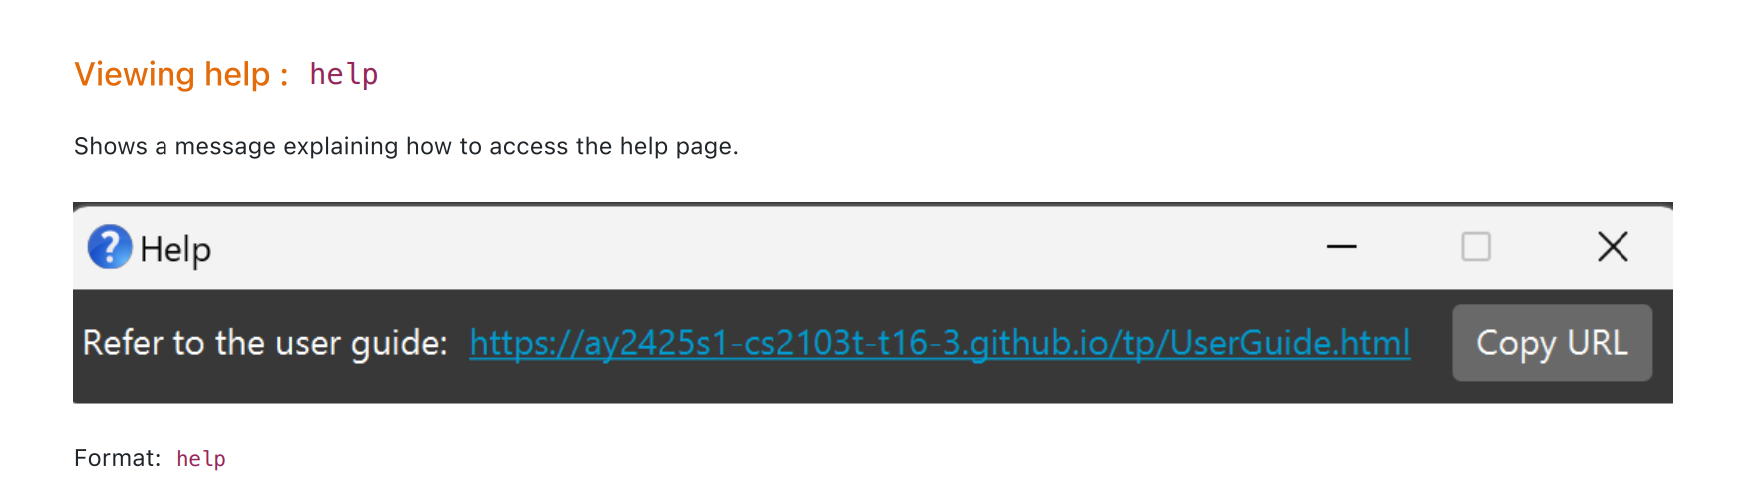 Viewing help : help
Shows a message explaining how to access the help page.
Help
Refer to the user guide: https://ay2425s1-cs2103t-t16-3.github.io/tp/UserGuide.html Copy URL
Format: help